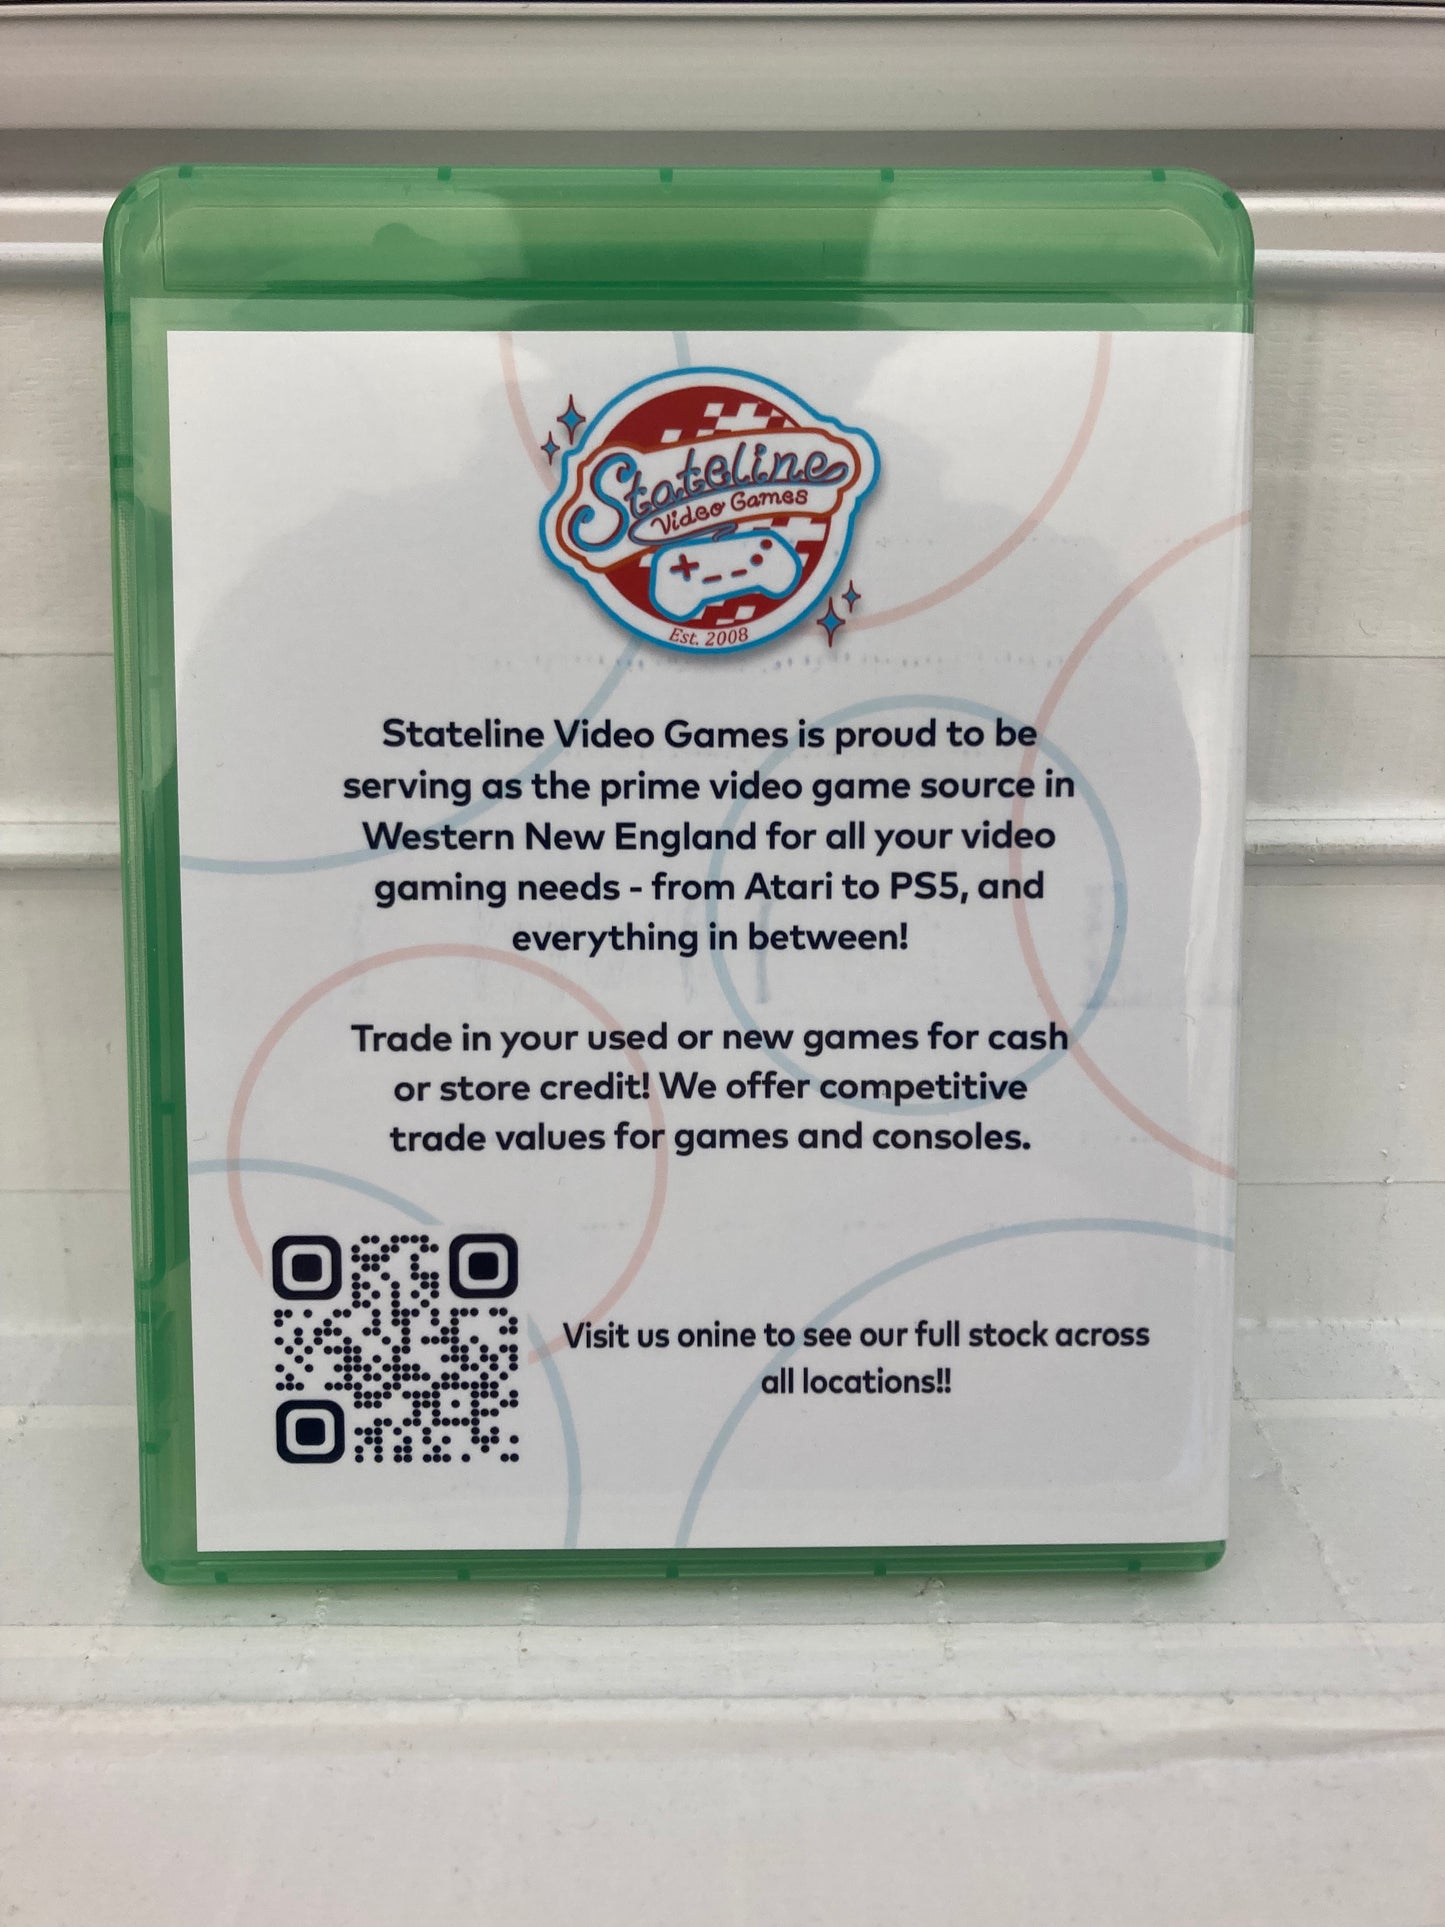 Stateline
Video Games
Est. 2008
Stateline Video Games is proud to be
serving as the prime video game source in
Western New England for all your video
gaming needs - from Atari to PS5, and
everything in between!
Trade in your used or new games for cash
or store credit! We offer competitive
trade values for games and consoles.
Visit us onine to see our full stock across
all locations!!